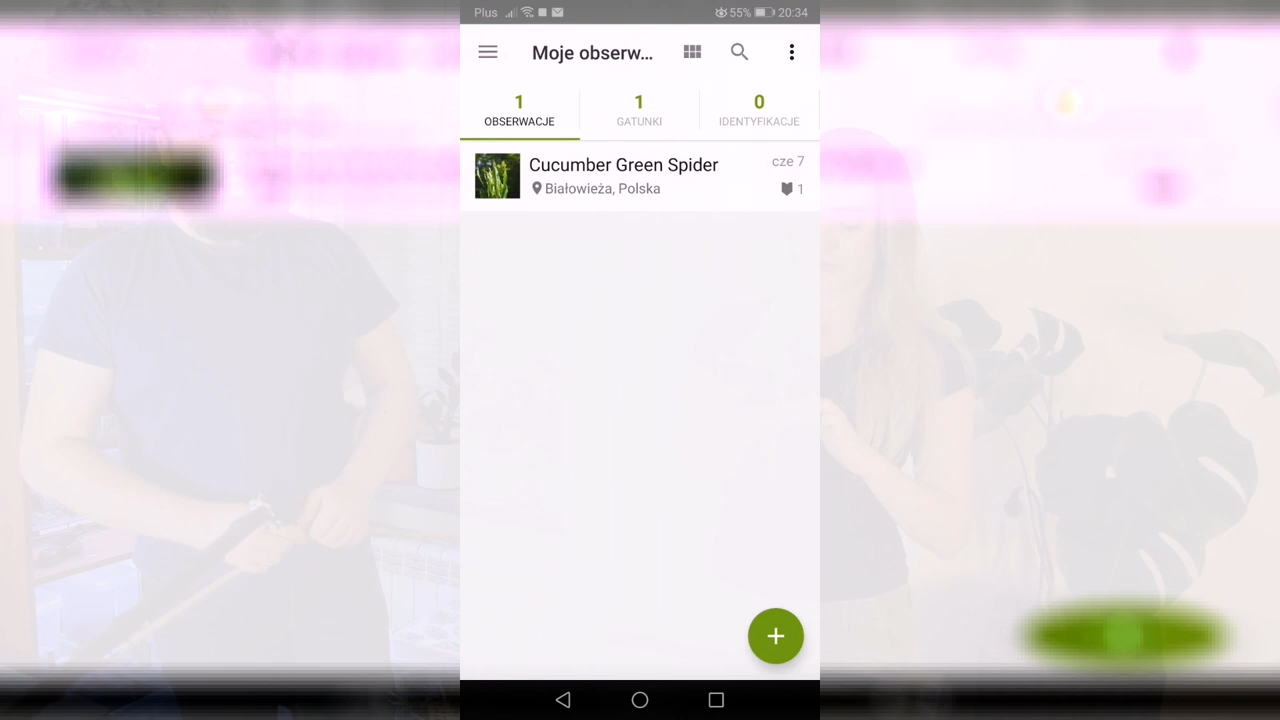 Plus 55% 20:34
Moje obserw...
1 1 0
OBSERWACJE GATUNKI IDENTYFIKACJE
Cucumber Green Spider cze 7
Białowieża, Polska 1